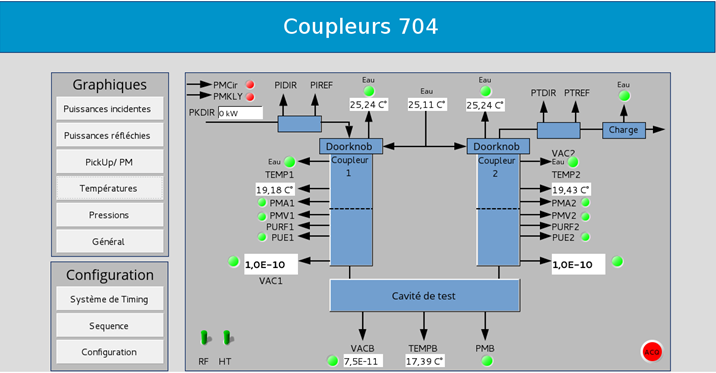 Coupleurs 704
Graphiques
Puissances incidentes
Puissances réfléchies
PickUp/ PM
Températures
Pressions
Général
Configuration
Système de Timing
Sequence
Configuration
PMCir
PMKLY
PKDIR 0 kW
PIDIR PIREF
Eau
25,24 C°
Eau
25,11 C°
Eau
25,24 C°
PTDIR PTREF
Eau
Charge
Doorknob
Coupleur
1
Doorknob
Coupleur
2
Eau
TEMP1
19,18 C°
PMA1
PMV1
PURF1
PUE1
1,0E-10
VAC1
VAC2
Eau
TEMP2
19,43 C°
PMA2
PMV2
PURF2
PUE2
1,0E-10
Cavité de test
RF HT
VACB
7,5E-11
TEMPB
17,39 C°
PMB
ACQ